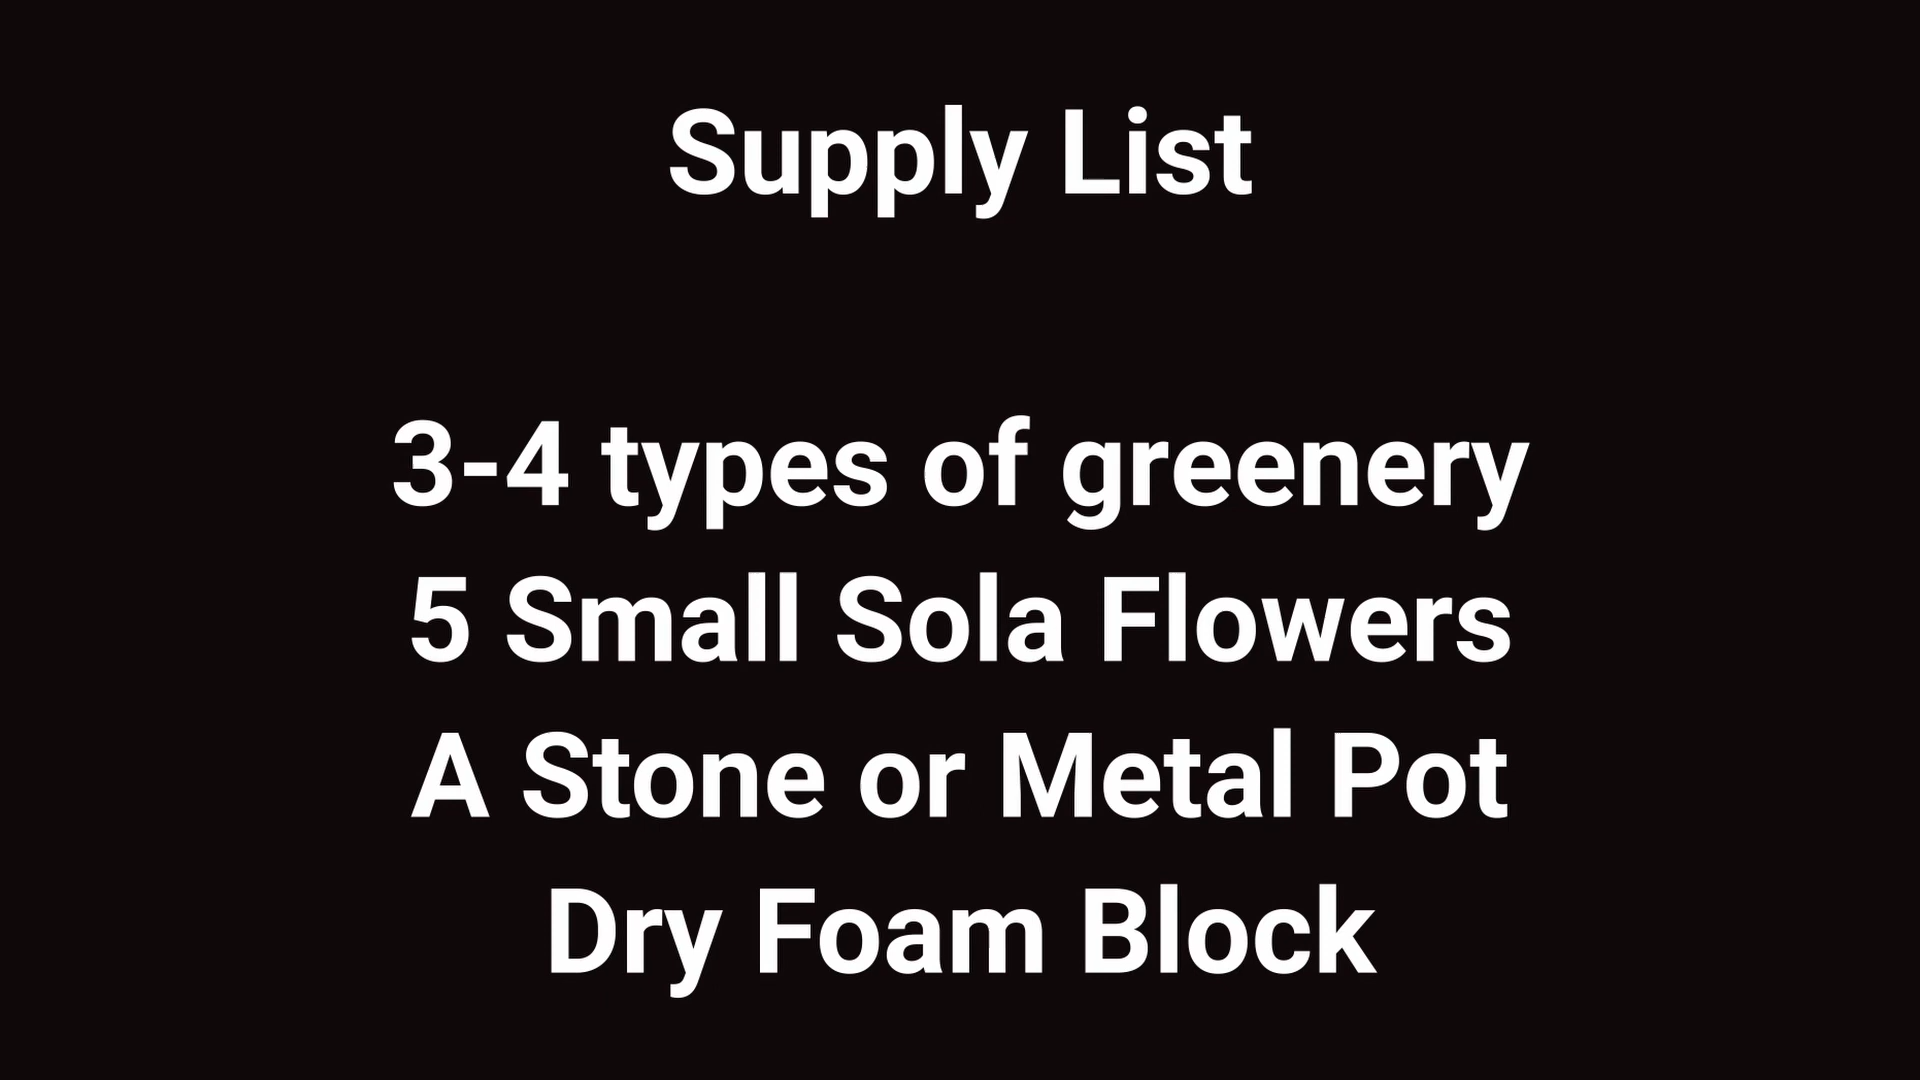 Supply List
3-4 types of greenery
5 Small Sola Flowers
A Stone or Metal Pot
Dry Foam Block